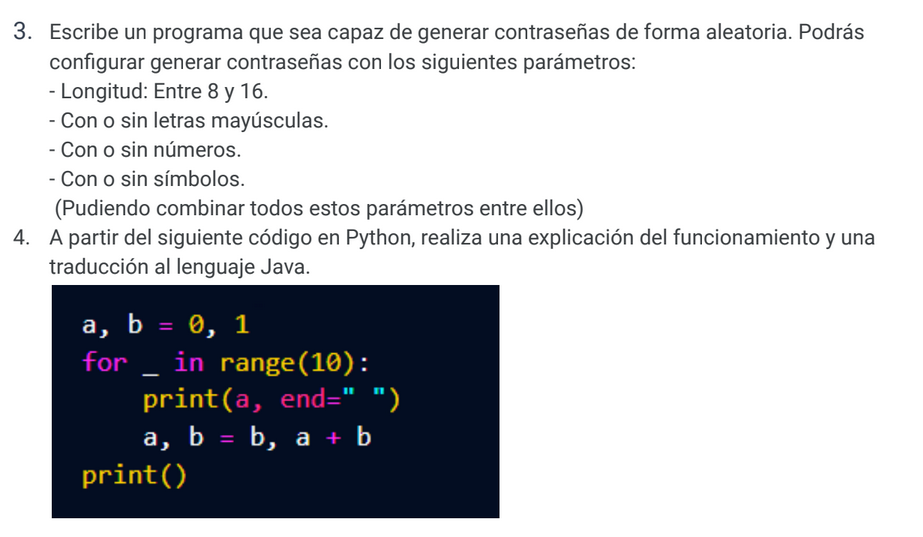 3. Escribe un programa que sea capaz de generar contraseñas de forma aleatoria. Podrás
configurar generar contraseñas con los siguientes parámetros:
- Longitud: Entre 8 y 16.
- Con o sin letras mayúsculas.
- Con o sin números.
- Con o sin símbolos.
(Pudiendo combinar todos estos parámetros entre ellos)
4. A partir del siguiente código en Python, realiza una explicación del funcionamiento y una
traducción al lenguaje Java.
a, b = 0, 1
for _ in range(10):
    print(a, end=" ")
    a, b = b, a + b
print()